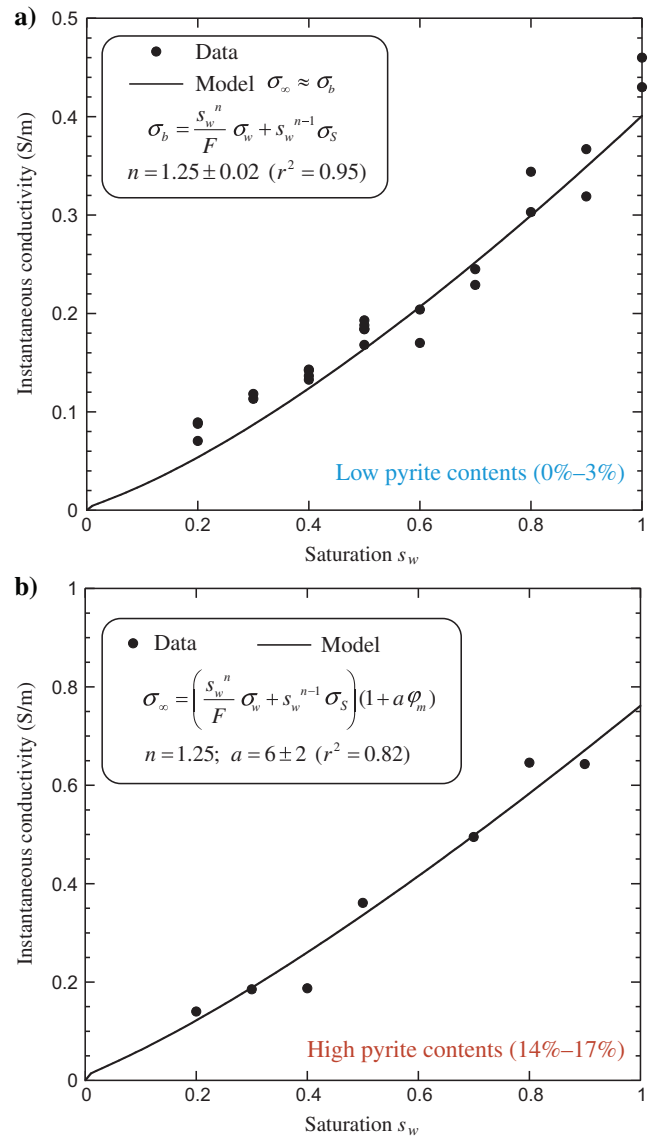 a)
0.5
0.4
0.3
0.2
0.1
0
Instantaneous conductivity (S/m)
Data
Model σ∞ ≈ σb
σb = sw^n / F σw + sw^(n−1) σS
n = 1.25 ± 0.02 (r² = 0.95)
Low pyrite contents (0%–3%)
0 0.2 0.4 0.6 0.8 1
Saturation sw
b)
1
0.8
0.6
0.4
0.2
0
Instantaneous conductivity (S/m)
Data Model
σ∞ = (sw^n / F σw + sw^(n−1) σS)(1 + a φm)
n = 1.25; a = 6 ± 2 (r² = 0.82)
High pyrite contents (14%–17%)
0 0.2 0.4 0.6 0.8 1
Saturation sw